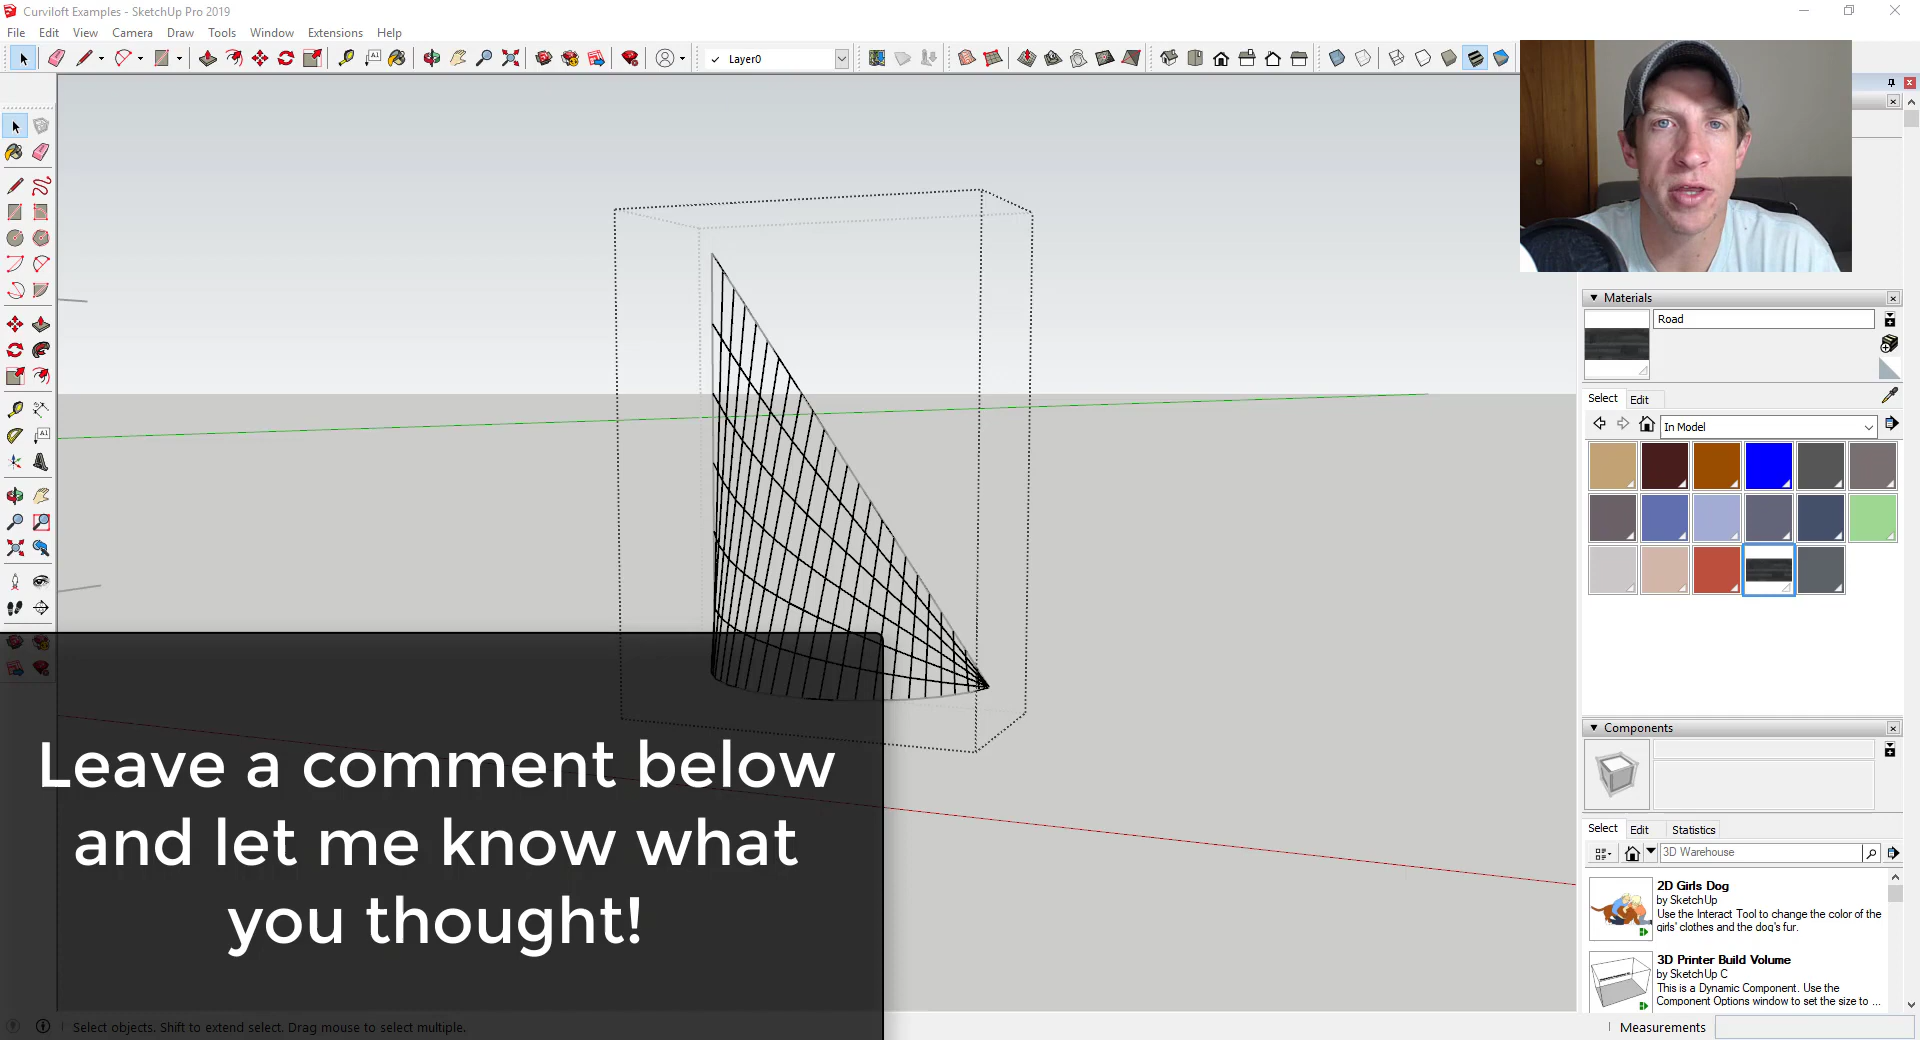 Curviloft Examples - SketchUp Pro 2019
File Edit View Camera Draw Tools Window Extensions Help
Layer0
Materials
Road
Select Edit
In Model
Components
Select Edit Statistics
3D Warehouse
2D Girls Dog
by SketchUp
Use the Interact Tool to change the color of the
girls' clothes and the dog's fur.
3D Printer Build Volume
by SketchUp C
This is a Dynamic Component. Use the
Component Options window to set the size to ...
Leave a comment below
and let me know what
you thought!
Select objects. Shift to extend select. Drag mouse to select multiple.
Measurements